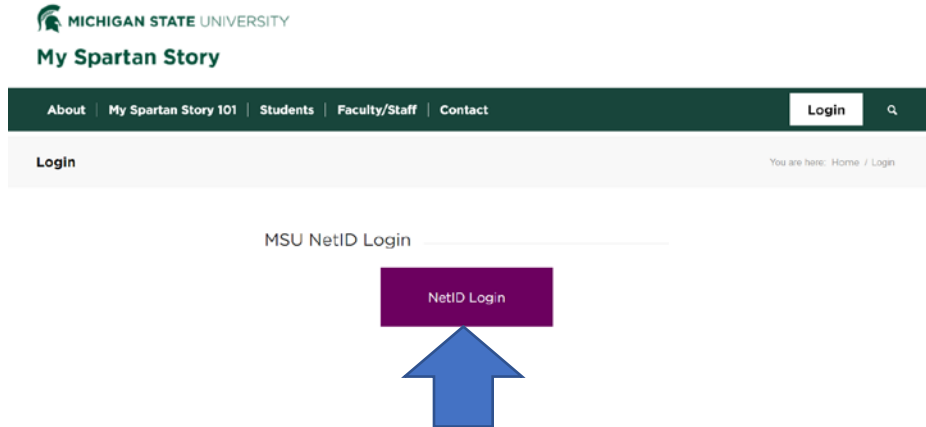 MICHIGAN STATE UNIVERSITY
My Spartan Story
About | My Spartan Story 101 | Students | Faculty/Staff | Contact Login
Login You are here: Home / Login
MSU NetID Login
NetID Login